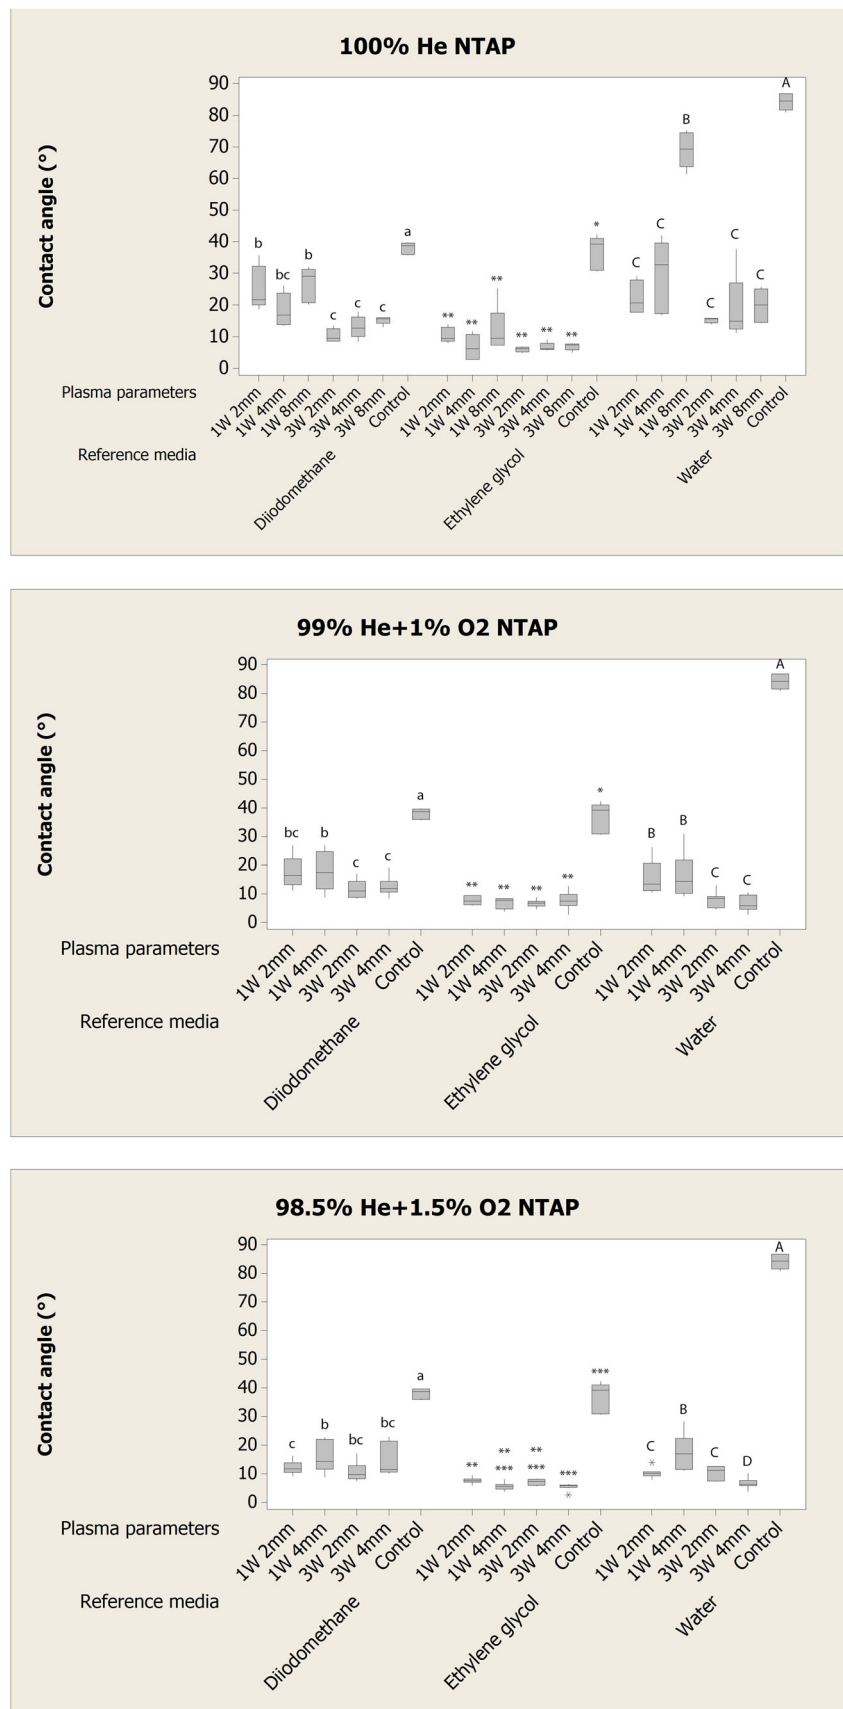 100% He NTAP
Contact angle (°)
90
80
70
60
50
40
30
20
10
0
b
bc
b
c
c
c
a
**
**
**
**
**
**
*
C
C
B
C
C
C
A
Plasma parameters
1W 2mm
1W 4mm
1W 8mm
3W 2mm
3W 4mm
3W 8mm
Control
1W 2mm
1W 4mm
1W 8mm
3W 2mm
3W 4mm
3W 8mm
Control
1W 2mm
1W 4mm
1W 8mm
3W 2mm
3W 4mm
3W 8mm
Control
Reference media
Diiodomethane
Ethylene glycol
Water
99% He+1% O2 NTAP
Contact angle (°)
90
80
70
60
50
40
30
20
10
0
bc
b
c
c
a
**
**
**
**
*
B
B
C
C
A
Plasma parameters
1W 2mm
1W 4mm
3W 2mm
3W 4mm
Control
1W 2mm
1W 4mm
3W 2mm
3W 4mm
Control
1W 2mm
1W 4mm
3W 2mm
3W 4mm
Control
Reference media
Diiodomethane
Ethylene glycol
Water
98.5% He+1.5% O2 NTAP
Contact angle (°)
90
80
70
60
50
40
30
20
10
0
c
b
bc
bc
a
**
**
***
**
***
***
*
***
C
*
B
C
D
A
Plasma parameters
1W 2mm
1W 4mm
3W 2mm
3W 4mm
Control
1W 2mm
1W 4mm
3W 2mm
3W 4mm
Control
1W 2mm
1W 4mm
3W 2mm
3W 4mm
Control
Reference media
Diiodomethane
Ethylene glycol
Water